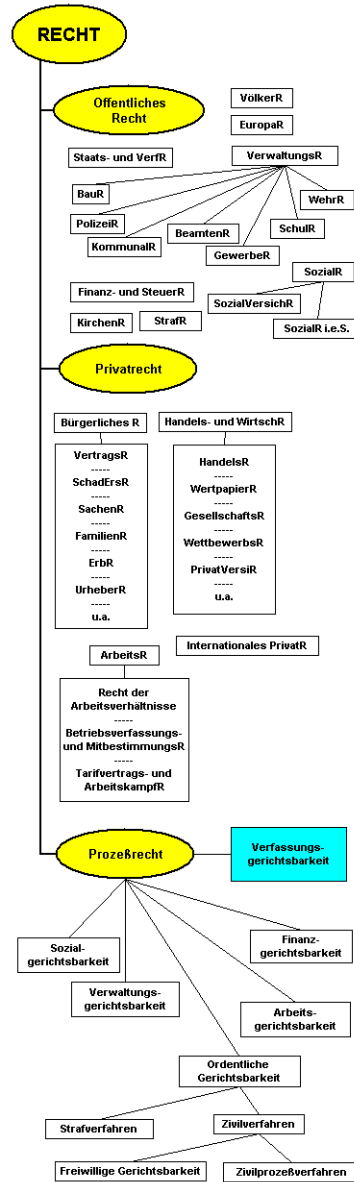 RECHT
Offentliches
Recht
VölkerR
EuropaR
Staats- und VerfR
VerwaltungsR
BauR
WehrR
PolizeiR
SchulR
BeamtenR
KommunalR
GewerbeR
SozialR
Finanz- und SteuerR
SozialVersichR
KirchenR
StrafR
SozialR i.e.S.
Privatrecht
Bürgerliches R
Handels- und WirtschR
VertragsR
-----
SchadErsR
-----
SachenR
-----
FamilienR
-----
ErbR
-----
UrheberR
-----
u.a.
HandelsR
-----
WertpapierR
-----
GesellschaftsR
-----
WettbewerbsR
-----
PrivatVersiR
-----
u.a.
Internationales PrivatR
ArbeitsR
Recht der
Arbeitsverhältnisse
-----
Betriebsverfassungs-
und MitbestimmungsR
-----
Tarifvertrags- und
ArbeitskampfR
Prozeßrecht
Verfassungs-
gerichtsbarkeit
Sozial-
gerichtsbarkeit
Finanz-
gerichtsbarkeit
Verwaltungs-
gerichtsbarkeit
Arbeits-
gerichtsbarkeit
Ordentliche
Gerichtsbarkeit
Strafverfahren
Zivilverfahren
Freiwillige Gerichtsbarkeit
Zivilprozeßverfahren